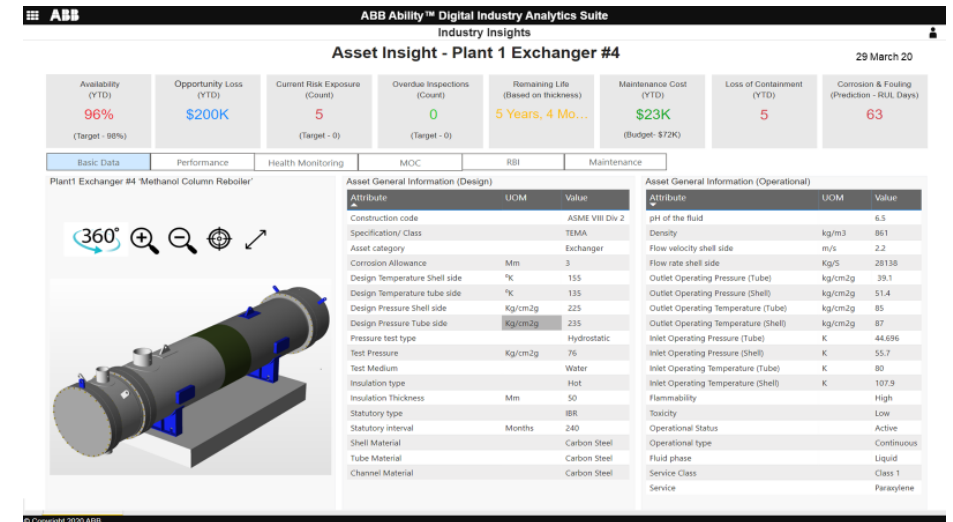 ABB
ABB Ability™ Digital Industry Analytics Suite
Industry Insights
Asset Insight - Plant 1 Exchanger #4
29 March 20
Availability (YTD)
96%
(Target - 98%)
Opportunity Loss (YTD)
$200K
Current Risk Exposure (Count)
5
(Target - 0)
Overdue Inspections (Count)
0
(Target - 0)
Remaining Life (Based on thickness)
5 Years, 4 Mo...
Maintenance Cost (YTD)
$23K
(Budget- $72K)
Loss of Containment (YTD)
5
Corrosion & Fouling (Prediction - RUL Days)
63
Basic Data Performance Health Monitoring MOC RBI Maintenance
Plant1 Exchanger #4 'Methanol Column Reboiler'
360°
Asset General Information (Design)
Attribute UOM Value
Construction code ASME VIII Div 2
Specification/ Class TEMA
Asset category Exchanger
Corrosion Allowance Mm 3
Design Temperature Shell side °K 155
Design Temperature tube side °K 135
Design Pressure Shell side Kg/cm2g 225
Design Pressure Tube side Kg/cm2g 235
Pressure test type Hydrostatic
Test Pressure Kg/cm2g 76
Test Medium Water
Insulation type Hot
Insulation Thickness Mm 50
Statutory type IBR
Statutory interval Months 240
Shell Material Carbon Steel
Tube Material Carbon Steel
Channel Material Carbon Steel
Asset General Information (Operational)
Attribute UOM Value
pH of the fluid 6.5
Density kg/m3 861
Flow velocity shell side m/s 2.2
Flow rate shell side Kg/S 28138
Outlet Operating Pressure (Tube) kg/cm2g 39.1
Outlet Operating Pressure (Shell) kg/cm2g 51.4
Outlet Operating Temperature (Tube) kg/cm2g 85
Outlet Operating Temperature (Shell) kg/cm2g 87
Inlet Operating Pressure (Tube) K 44,696
Inlet Operating Pressure (Shell) K 55.7
Inlet Operating Temperature (Tube) K 80
Inlet Operating Temperature (Shell) K 107.9
Flammability High
Toxicity Low
Operational Status Active
Operational type Continuous
Fluid phase Liquid
Service Class Class 1
Service Paraxylene
© Copyright 2020 ABB